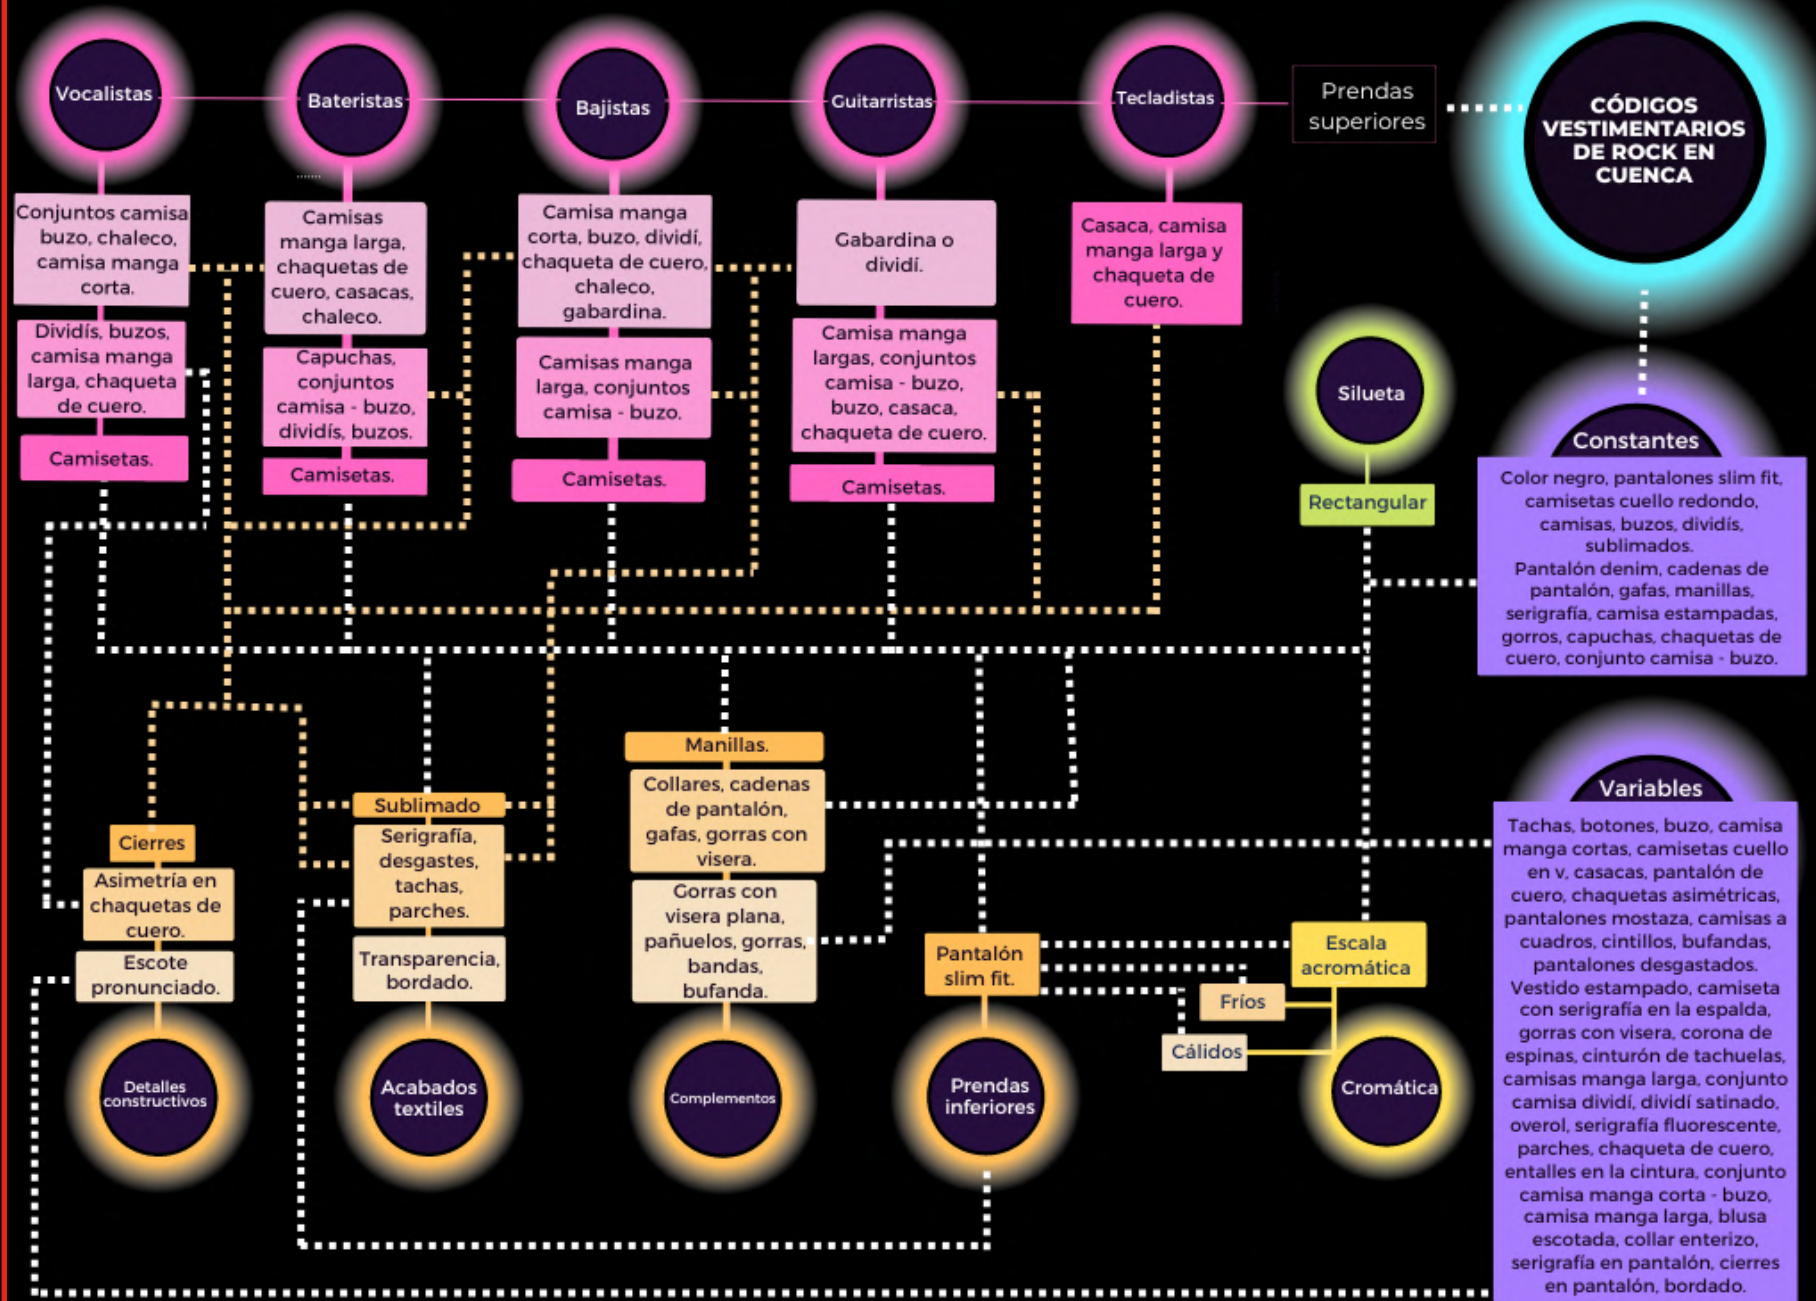 Vocalistas
Bateristas
Bajistas
Guitarristas
Tecladistas
Prendas
superiores
CÓDIGOS
VESTIMENTARIOS
DE ROCK EN
CUENCA
Conjuntos camisa
buzo, chaleco,
camisa manga
corta.
Dividís, buzos,
camisa manga
larga, chaqueta
de cuero.
Camisetas.
Camisas
manga larga,
chaquetas de
cuero, casacas,
chaleco.
Capuchas,
conjuntos
camisa - buzo,
dividís, buzos.
Camisetas.
Camisa manga
corta, buzo, dividí,
chaqueta de cuero,
chaleco,
gabardina.
Camisas manga
larga, conjuntos
camisa - buzo.
Camisetas.
Gabardina o
dividí.
Camisa manga
largas, conjuntos
camisa - buzo,
buzo, casaca,
chaqueta de cuero.
Camisetas.
Casaca, camisa
manga larga y
chaqueta de
cuero.
Silueta
Rectangular
Constantes
Color negro, pantalones slim fit,
camisetas cuello redondo,
camisas, buzos, dividís,
sublimados.
Pantalón denim, cadenas de
pantalón, gafas, manillas,
serigrafía, camisa estampadas,
gorros, capuchas, chaquetas de
cuero, conjunto camisa - buzo.
Cierres
Asimetría en
chaquetas de
cuero.
Escote
pronunciado.
Detalles
constructivos
Sublimado
Serigrafía,
desgastes,
tachas,
parches.
Transparencia,
bordado.
Acabados
textiles
Manillas.
Collares, cadenas
de pantalón,
gafas, gorras con
visera.
Gorras con
visera plana,
pañuelos, gorras,
bandas,
bufanda.
Complementos
Pantalón
slim fit.
Prendas
inferiores
Escala
acromática
Fríos
Cálidos
Cromática
Variables
Tachas, botones, buzo, camisa
manga cortas, camisetas cuello
en v, casacas, pantalón de
cuero, chaquetas asimétricas,
pantalones mostaza, camisas a
cuadros, cintillos, bufandas,
pantalones desgastados.
Vestido estampado, camiseta
con serigrafía en la espalda,
gorras con visera, corona de
espinas, cinturón de tachuelas,
camisas manga larga, conjunto
camisa dividí, dividí satinado,
overol, serigrafía fluorescente,
parches, chaqueta de cuero,
entalles en la cintura, conjunto
camisa manga corta - buzo,
camisa manga larga, blusa
escotada, collar enterizo,
serigrafía en pantalón, cierres
en pantalón, bordado.